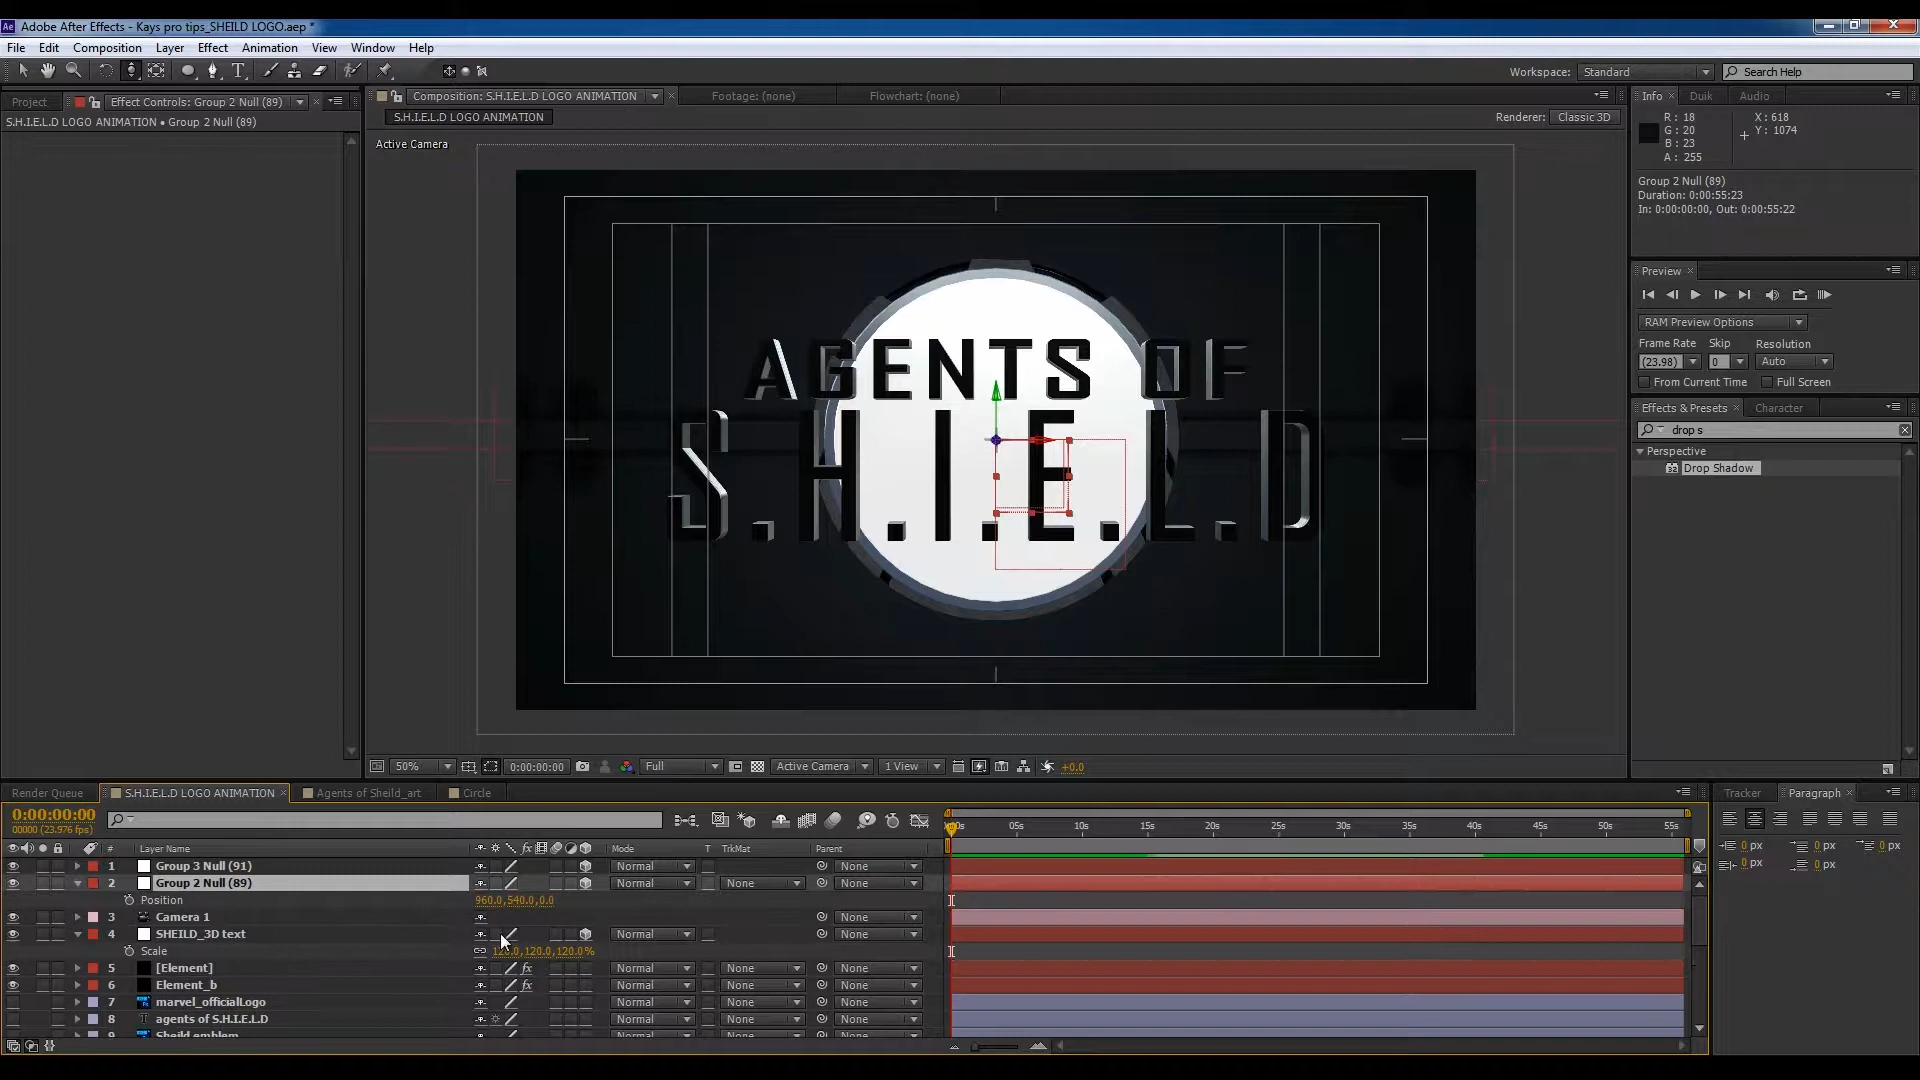 Ae Adobe After Effects - Kays pro tips_SHEILD LOGO.aep *
File Edit Composition Layer Effect Animation View Window Help
Workspace: Standard Search Help
Project Effect Controls: Group 2 Null (89)
S.H.I.E.L.D LOGO ANIMATION • Group 2 Null (89)
Composition: S.H.I.E.L.D LOGO ANIMATION Footage: (none) Flowchart: (none)
S.H.I.E.L.D LOGO ANIMATION Renderer: Classic 3D
Active Camera
AGENTS OF
S.H.I.E.L.D
50% 0:00:00:00 Full Active Camera 1 View +0.0
Info Duik Audio
R: 18 X: 618
G: 20 Y: 1074
B: 23
A: 255
Group 2 Null (89)
Duration: 0:00:55:23
In: 0:00:00:00, Out: 0:00:55:22
Preview
RAM Preview Options
Frame Rate Skip Resolution
(23.98) 0 Auto
From Current Time Full Screen
Effects & Presets Character
drop s
Perspective
32 Drop Shadow
Render Queue S.H.I.E.L.D LOGO ANIMATION Agents of Sheild_art Circle
0:00:00:00
00000 (23.976 fps)
# Layer Name Mode T TrkMat Parent
05s 10s 15s 20s 25s 30s 35s 40s 45s 50s 55s
1 Group 3 Null (91) Normal None
2 Group 2 Null (89) Normal None None
Position 960.0,540.0,0.0
3 Camera 1 None
4 SHEILD_3D text Normal None
Scale 120.0,120.0,120.0%
5 [Element] fx Normal None None
6 Element_b fx Normal None None
7 marvel_officialLogo Normal None None
8 T agents of S.H.I.E.L.D Normal None None
9 Sheild emblem
Tracker Paragraph
0 px 0 px 0 px
0 px 0 px